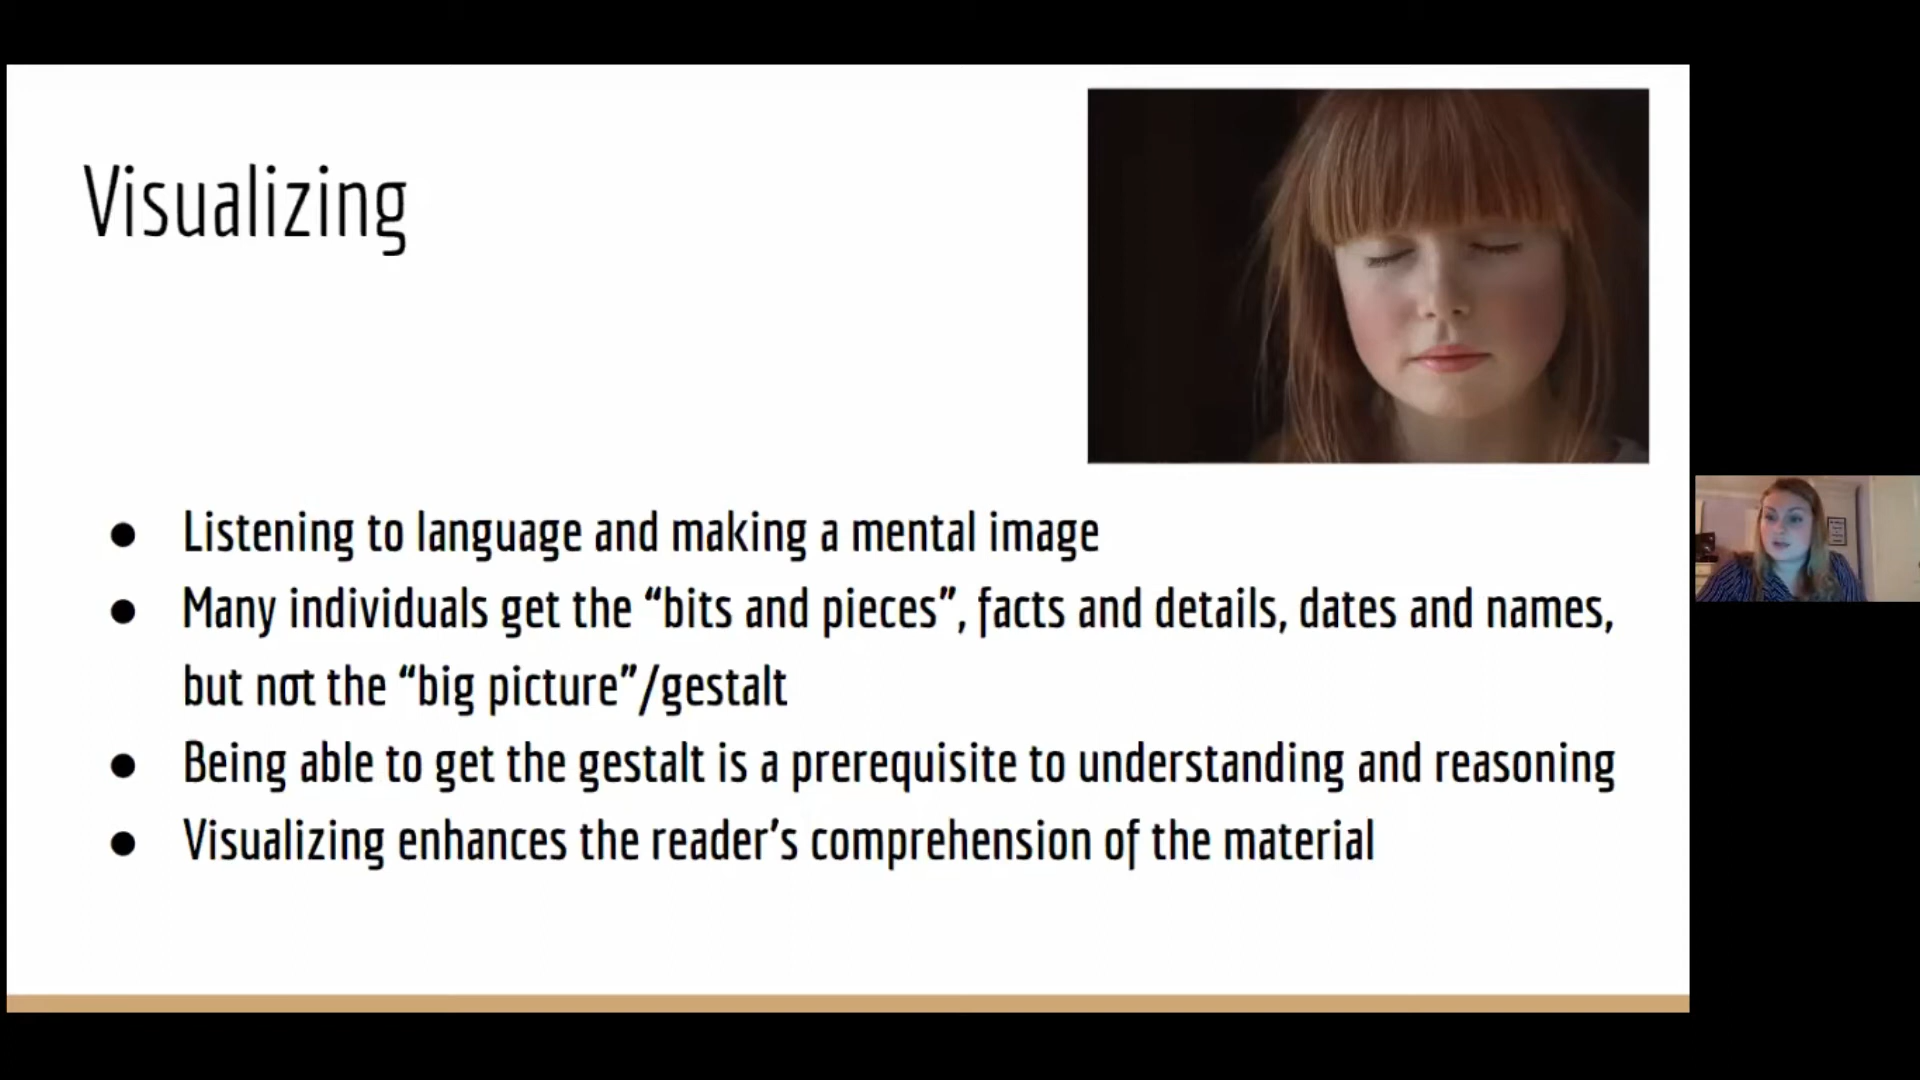 Visualizing
● Listening to language and making a mental image
● Many individuals get the “bits and pieces”, facts and details, dates and names,
but not the “big picture”/gestalt
● Being able to get the gestalt is a prerequisite to understanding and reasoning
● Visualizing enhances the reader’s comprehension of the material